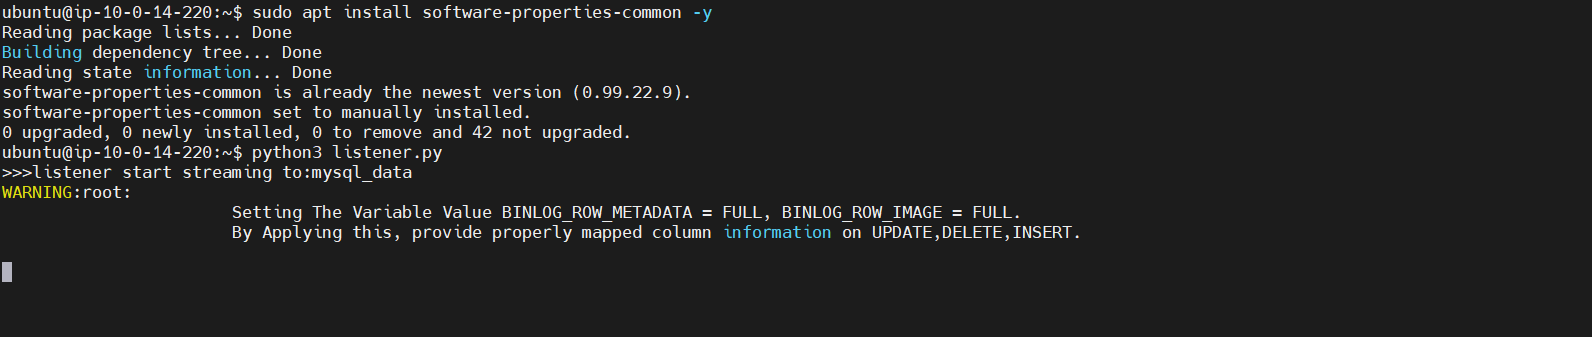 ubuntu@ip-10-0-14-220:~$ sudo apt install software-properties-common -y
Reading package lists... Done
Building dependency tree... Done
Reading state information... Done
software-properties-common is already the newest version (0.99.22.9).
software-properties-common set to manually installed.
0 upgraded, 0 newly installed, 0 to remove and 42 not upgraded.
ubuntu@ip-10-0-14-220:~$ python3 listener.py
>>>listener start streaming to:mysql_data
WARNING:root:
Setting The Variable Value BINLOG_ROW_METADATA = FULL, BINLOG_ROW_IMAGE = FULL.
By Applying this, provide properly mapped column information on UPDATE,DELETE,INSERT.